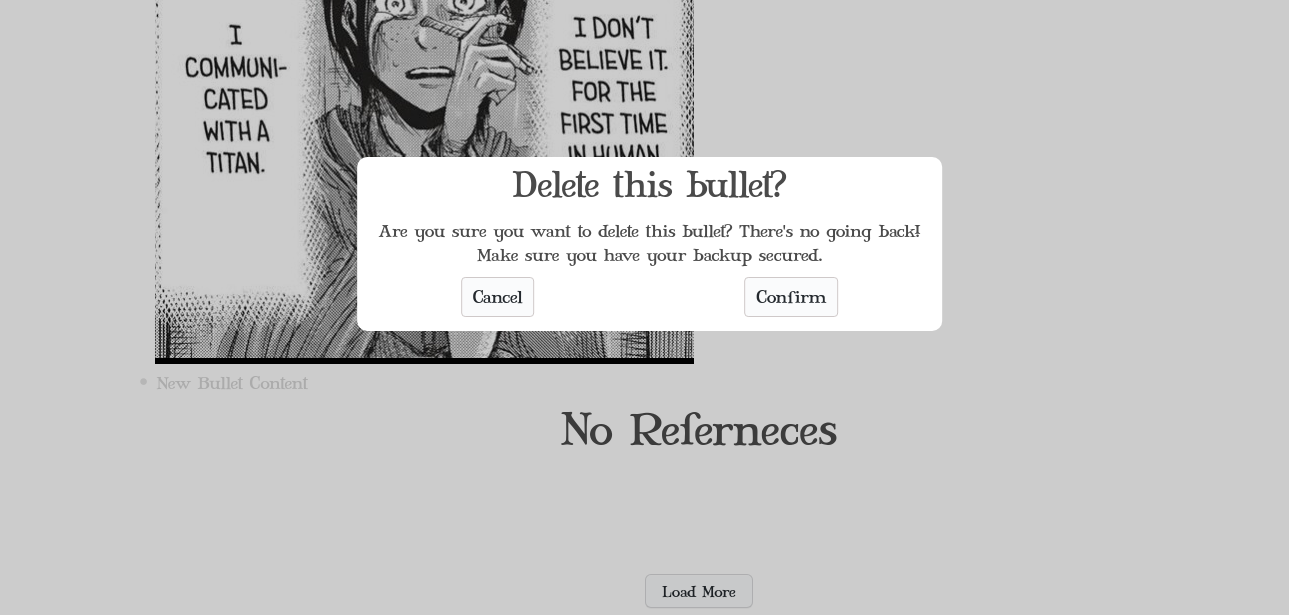 I
COMMUNI-
CATED
WITH A
TITAN.
I DON'T
BELIEVE IT.
FOR THE
FIRST TIME
IN HUMAN
Delete this bullet?
Are you sure you want to delete this bullet? There's no going back!
Make sure you have your backup secured.
Cancel
Confirm
New Bullet Content
No Referneces
Load More